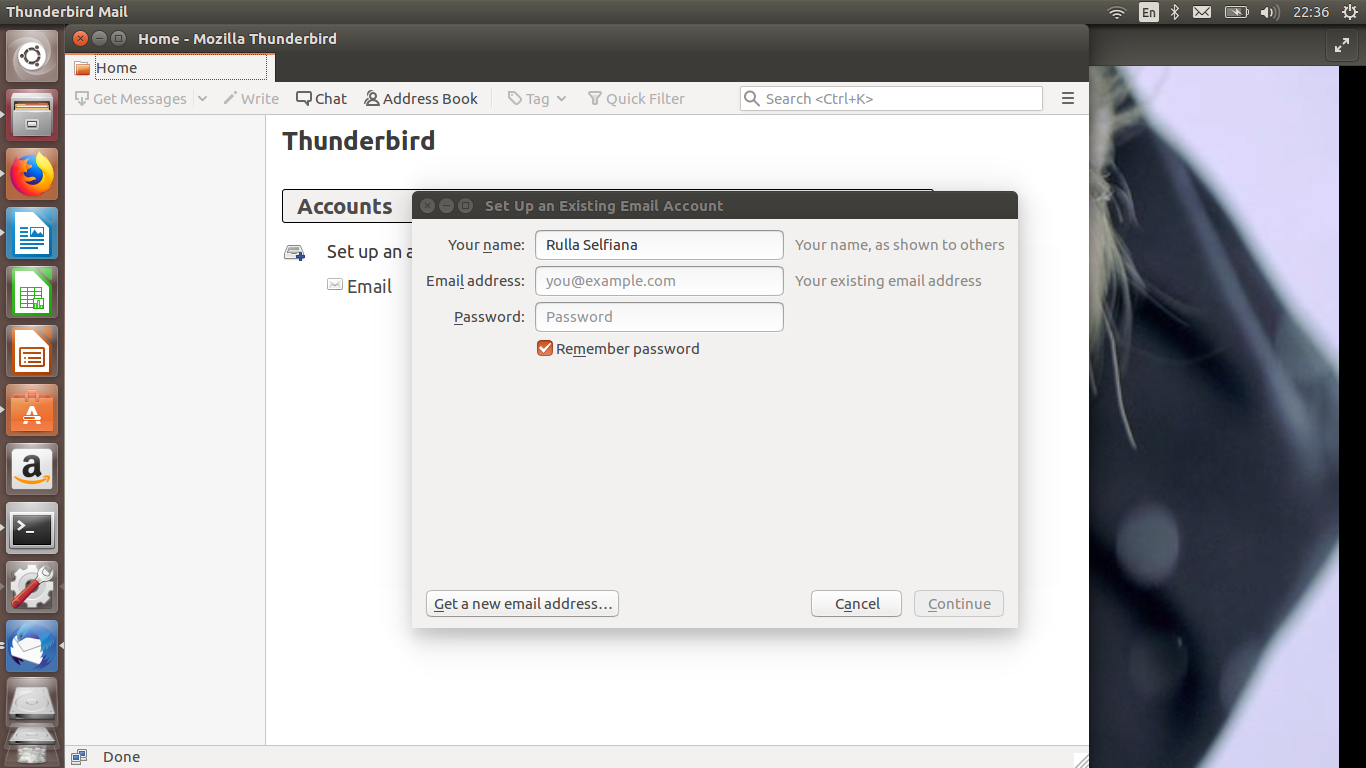 Thunderbird Mail
En
22:36
Home - Mozilla Thunderbird
Home
Get Messages
Write
Chat
Address Book
Tag
Quick Filter
Search <Ctrl+K>
Thunderbird
Accounts
Set up an a
Email
Set Up an Existing Email Account
Your name: Rulla Selfiana Your name, as shown to others
Email address: you@example.com Your existing email address
Password: Password
Remember password
Get a new email address…
Cancel
Continue
Done